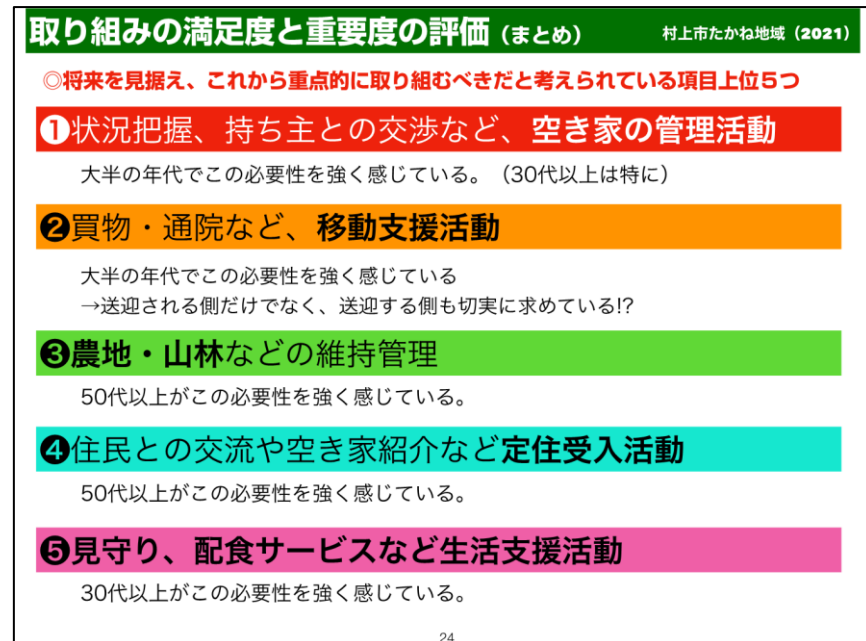 取り組みの満足度と重要度の評価（まとめ） 村上市たかね地域（2021）
◎将来を見据え、これから重点的に取り組むべきだと考えられている項目上位５つ
❶状況把握、持ち主との交渉など、空き家の管理活動
大半の年代でこの必要性を強く感じている。（30代以上は特に）
❷買物・通院など、移動支援活動
大半の年代でこの必要性を強く感じている
→送迎される側だけでなく、送迎する側も切実に求めている!?
❸農地・山林などの維持管理
50代以上がこの必要性を強く感じている。
❹住民との交流や空き家紹介など定住受入活動
50代以上がこの必要性を強く感じている。
❺見守り、配食サービスなど生活支援活動
30代以上がこの必要性を強く感じている。
24